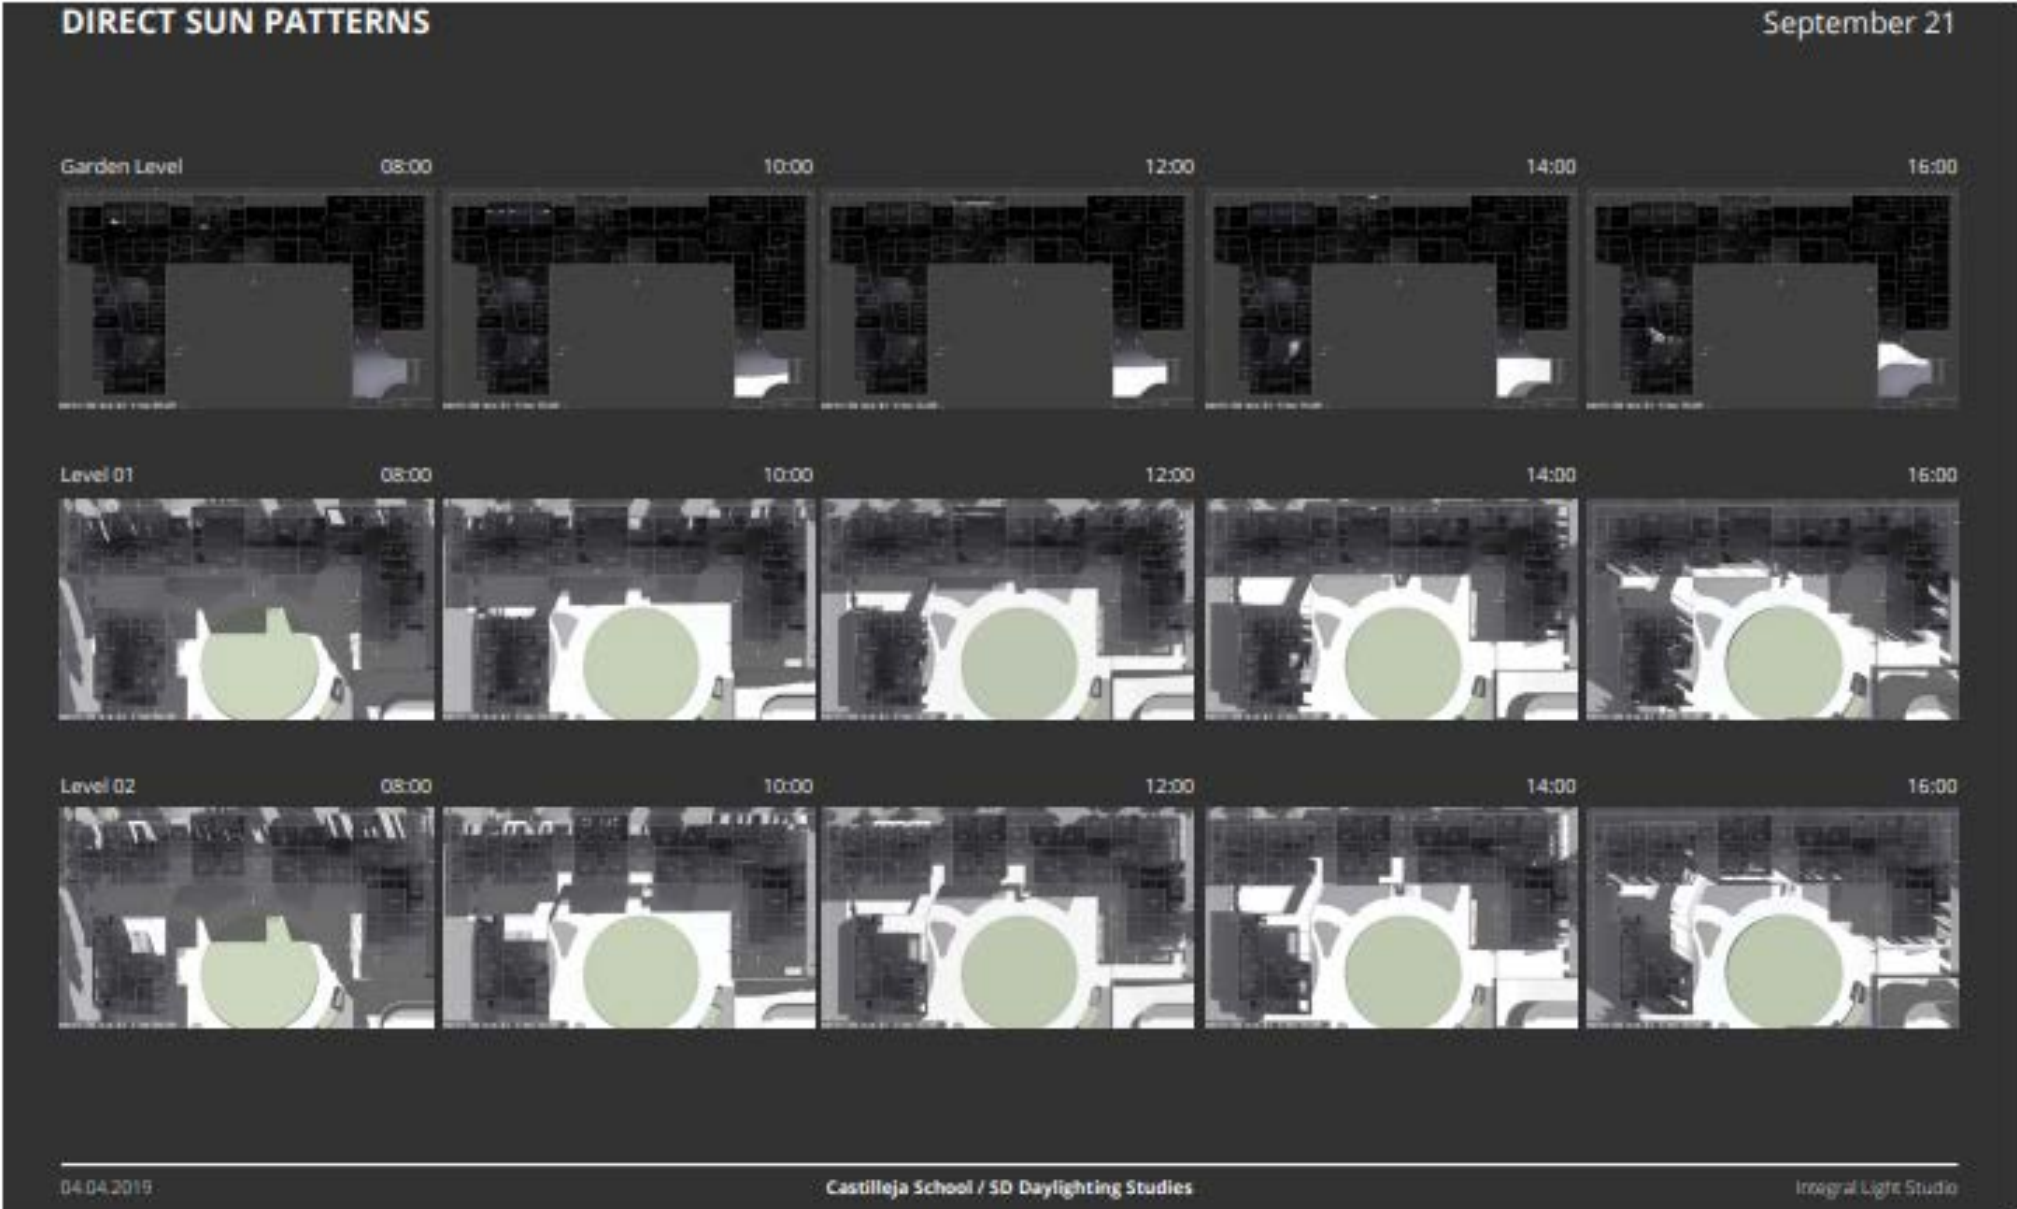 DIRECT SUN PATTERNS September 21
Garden Level 08:00 10:00 12:00 14:00 16:00
Level 01 08:00 10:00 12:00 14:00 16:00
Level 02 08:00 10:00 12:00 14:00 16:00
04.04.2019 Castilleja School / SD Daylighting Studies Integral Light Studio